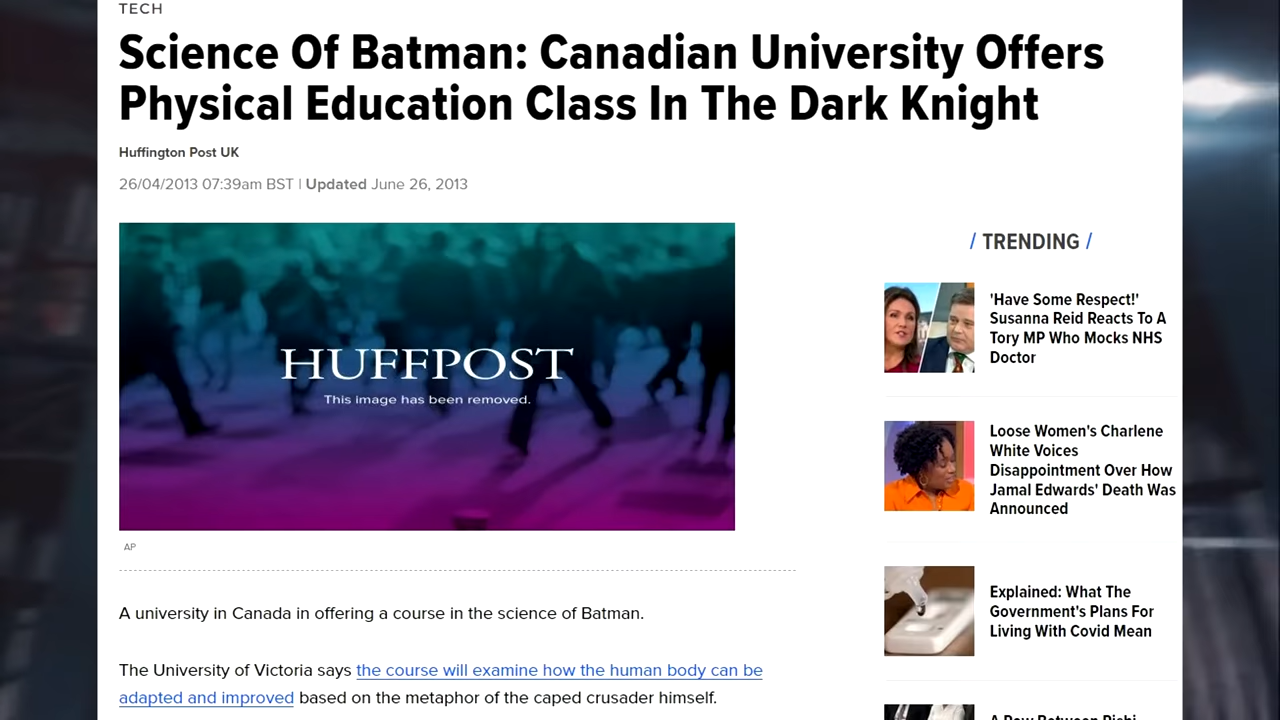 TECH
Science Of Batman: Canadian University Offers
Physical Education Class In The Dark Knight
Huffington Post UK
26/04/2013 07:39am BST | Updated June 26, 2013
HUFFPOST
This image has been removed.
AP
A university in Canada in offering a course in the science of Batman.
The University of Victoria says the course will examine how the human body can be
adapted and improved based on the metaphor of the caped crusader himself.
/ TRENDING /
'Have Some Respect!'
Susanna Reid Reacts To A
Tory MP Who Mocks NHS
Doctor
Loose Women's Charlene
White Voices
Disappointment Over How
Jamal Edwards' Death Was
Announced
Explained: What The
Government's Plans For
Living With Covid Mean